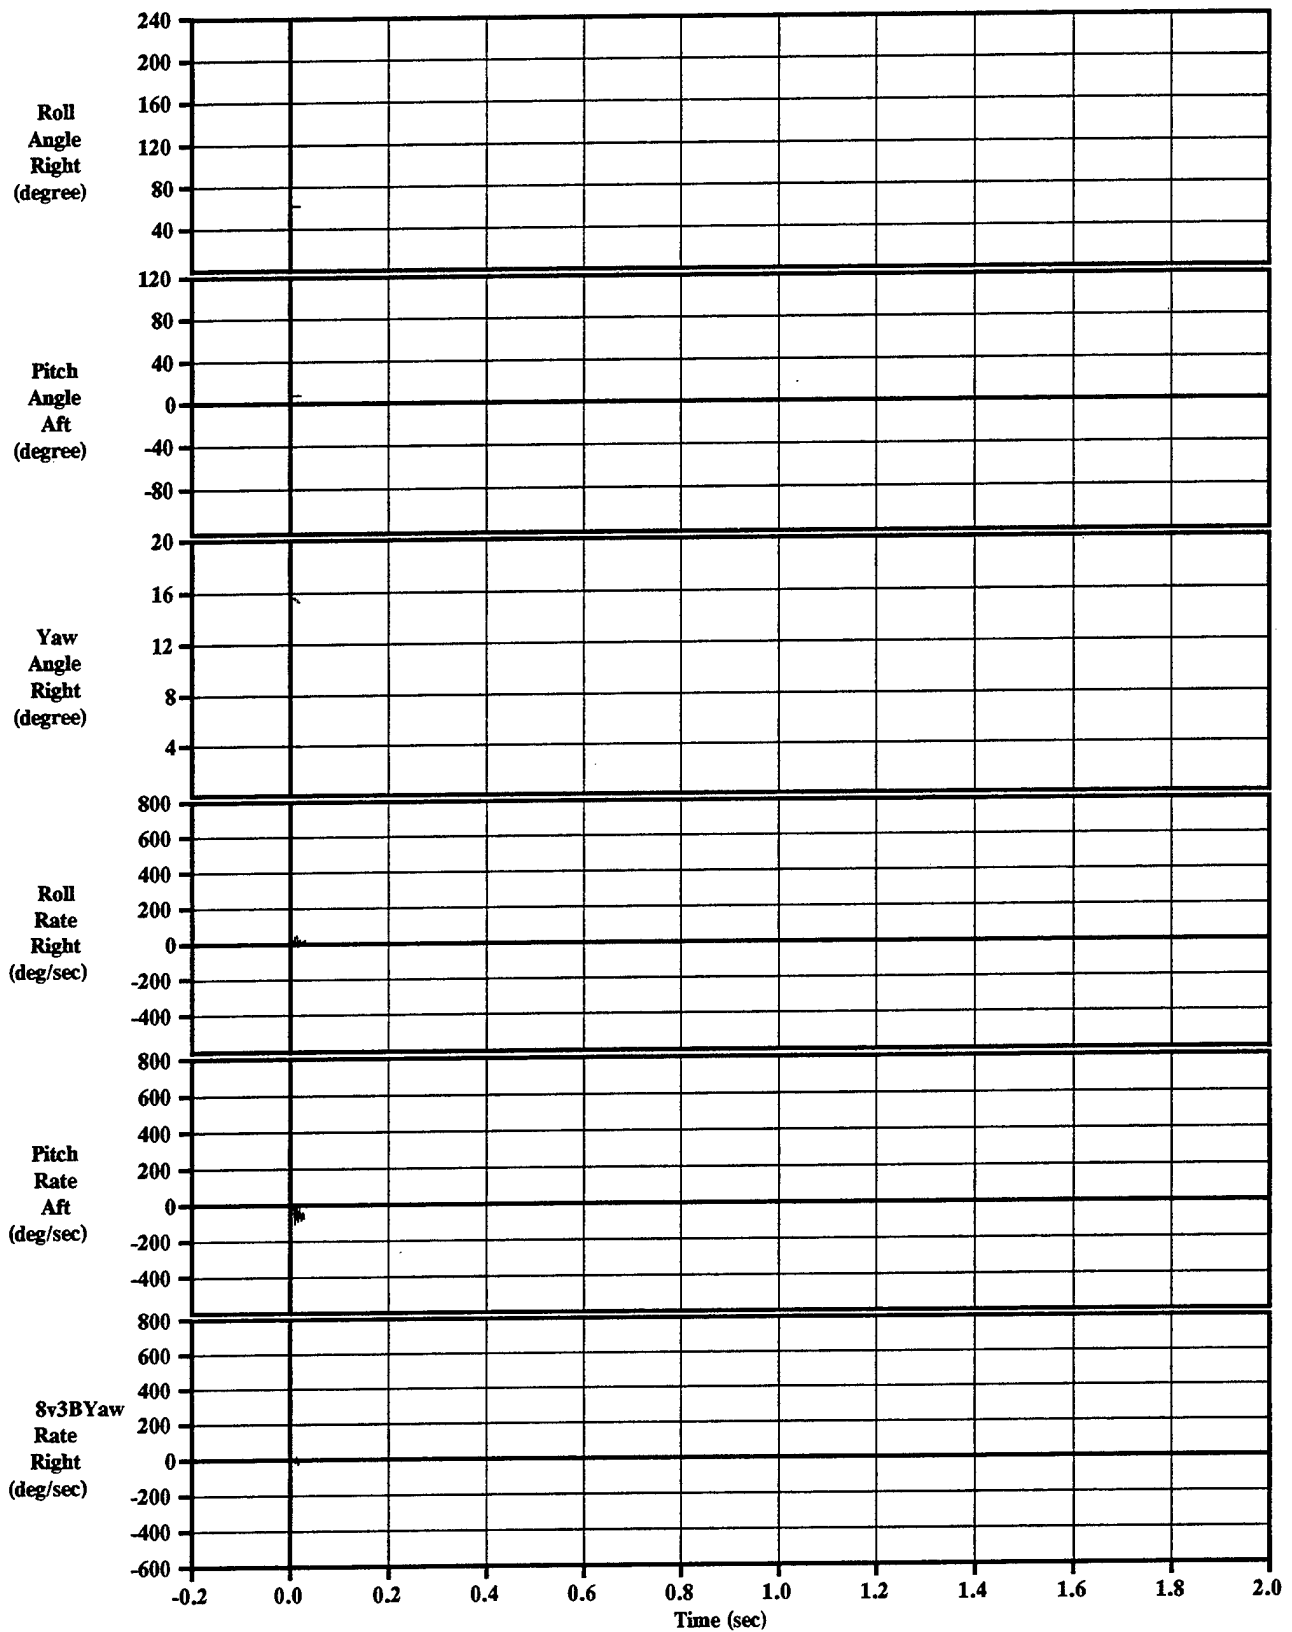 240
200
160
120
80
40
Roll
Angle
Right
(degree)
120
80
40
0
-40
-80
Pitch
Angle
Aft
(degree)
20
16
12
8
4
Yaw
Angle
Right
(degree)
800
600
400
200
0
-200
-400
Roll
Rate
Right
(deg/sec)
800
600
400
200
0
-200
-400
Pitch
Rate
Aft
(deg/sec)
800
600
400
200
0
-200
-400
-600
8v3BYaw
Rate
Right
(deg/sec)
-0.2 0.0 0.2 0.4 0.6 0.8 1.0 1.2 1.4 1.6 1.8 2.0
Time (sec)